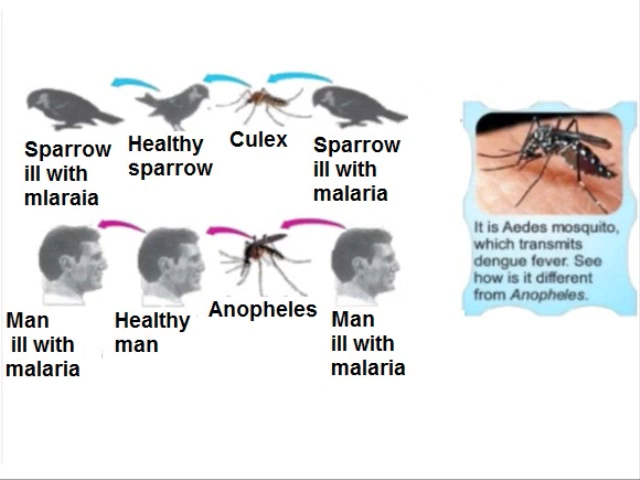 Sparrow
ill with
mlaraia
Healthy
sparrow
Culex
Sparrow
ill with
malaria
Man
ill with
malaria
Healthy
man
Anopheles
Man
ill with
malaria
It is Aedes mosquito,
which transmits
dengue fever. See
how is it different
from Anopheles.